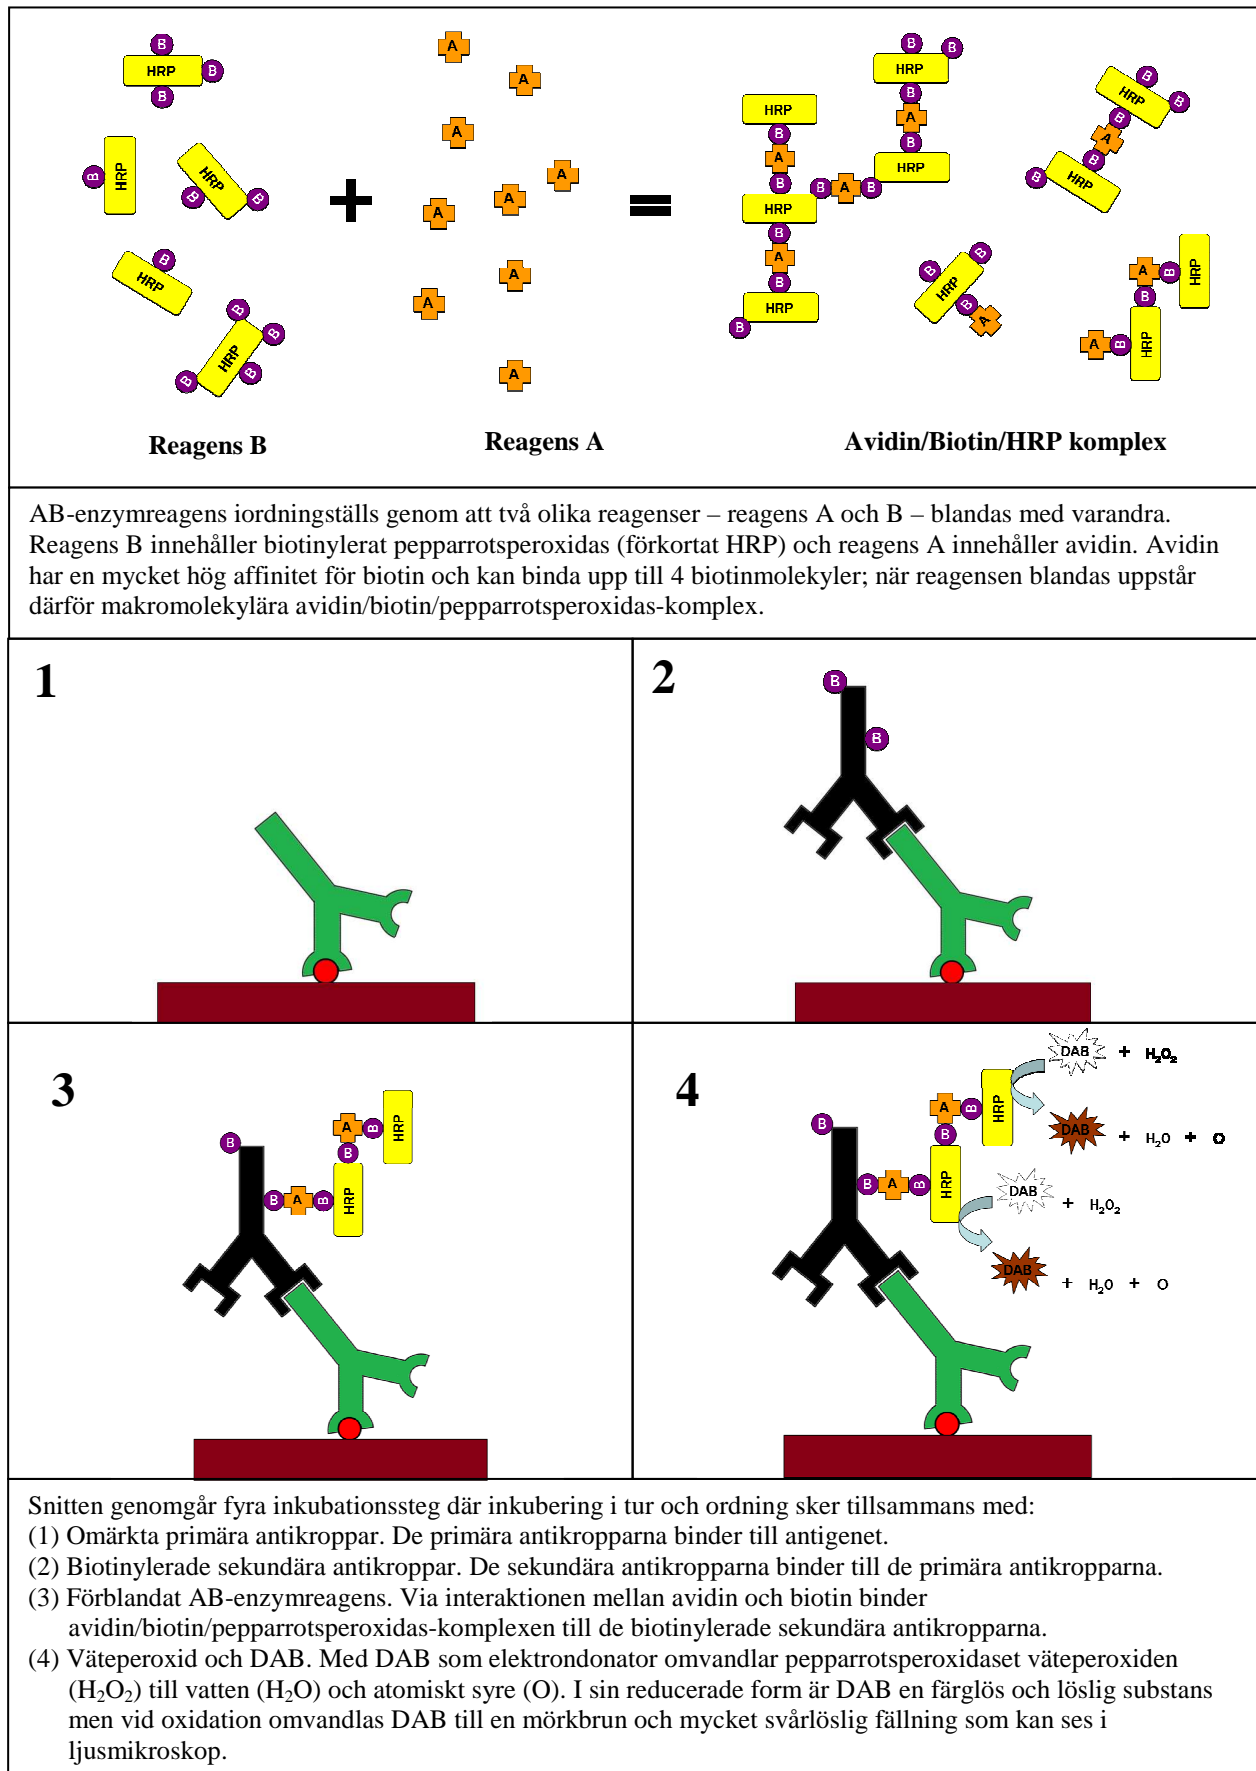 B
HRP
B
B
B
HRP
HRP
B
B
B
HRP
B
B
HRP
B
B
A
A
A
A
A
A
A
A
A
HRP
B
A
B
HRP
B
A
B
HRP
B
B
A
B
B
B
HRP
B
A
B
HRP
B
B
HRP
B
A
B
B
HRP
B
B
HRP
B
A
HRP
A
B
B
A
B
HRP
Reagens B
Reagens A
Avidin/Biotin/HRP komplex
AB-enzymreagens iordningställs genom att två olika reagenser – reagens A och B – blandas med varandra.
Reagens B innehåller biotinylerat pepparrotsperoxidas (förkortat HRP) och reagens A innehåller avidin. Avidin
har en mycket hög affinitet för biotin och kan binda upp till 4 biotinmolekyler; när reagensen blandas uppstår
därför makromolekylära avidin/biotin/pepparrotsperoxidas-komplex.
1
2
B
B
3
B
A
B
HRP
B
B
A
B
HRP
4
B
A
B
HRP
B
B
A
B
HRP
DAB + H₂O₂
DAB + H₂O + O
DAB + H₂O₂
DAB + H₂O + O
Snitten genomgår fyra inkubationssteg där inkubering i tur och ordning sker tillsammans med:
(1) Omärkta primära antikroppar. De primära antikropparna binder till antigenet.
(2) Biotinylerade sekundära antikroppar. De sekundära antikropparna binder till de primära antikropparna.
(3) Förblandat AB-enzymreagens. Via interaktionen mellan avidin och biotin binder
avidin/biotin/pepparrotsperoxidas-komplexen till de biotinylerade sekundära antikropparna.
(4) Väteperoxid och DAB. Med DAB som elektrondonator omvandlar pepparrotsperoxidaset väteperoxiden
(H₂O₂) till vatten (H₂O) och atomiskt syre (O). I sin reducerade form är DAB en färglös och löslig substans
men vid oxidation omvandlas DAB till en mörkbrun och mycket svårlöslig fällning som kan ses i
ljusmikroskop.